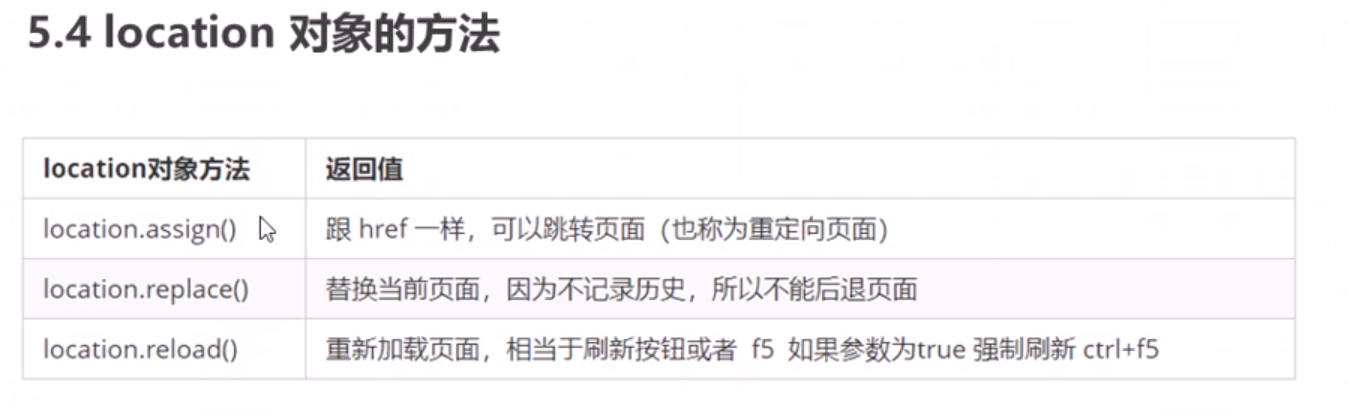 5.4 location 对象的方法
location对象方法 返回值
location.assign() 跟 href 一样，可以跳转页面（也称为重定向页面）
location.replace() 替换当前页面，因为不记录历史，所以不能后退页面
location.reload() 重新加载页面，相当于刷新按钮或者 f5 如果参数为true 强制刷新 ctrl+f5